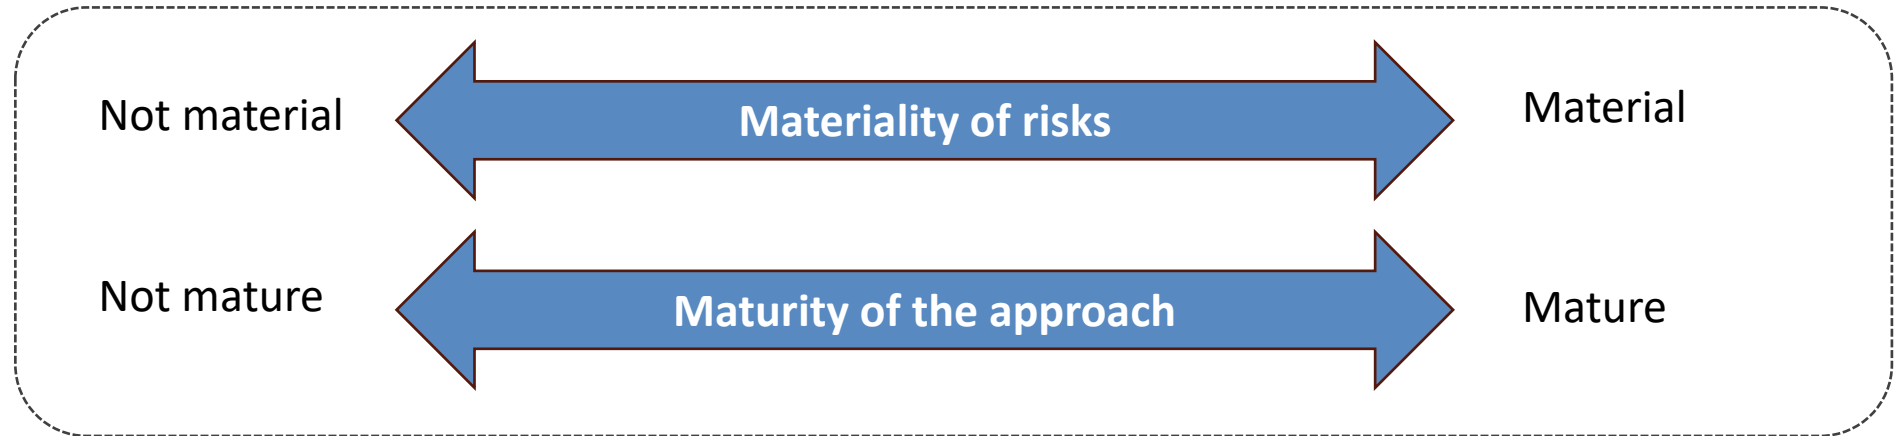 Not material
Materiality of risks
Material
Not mature
Maturity of the approach
Mature